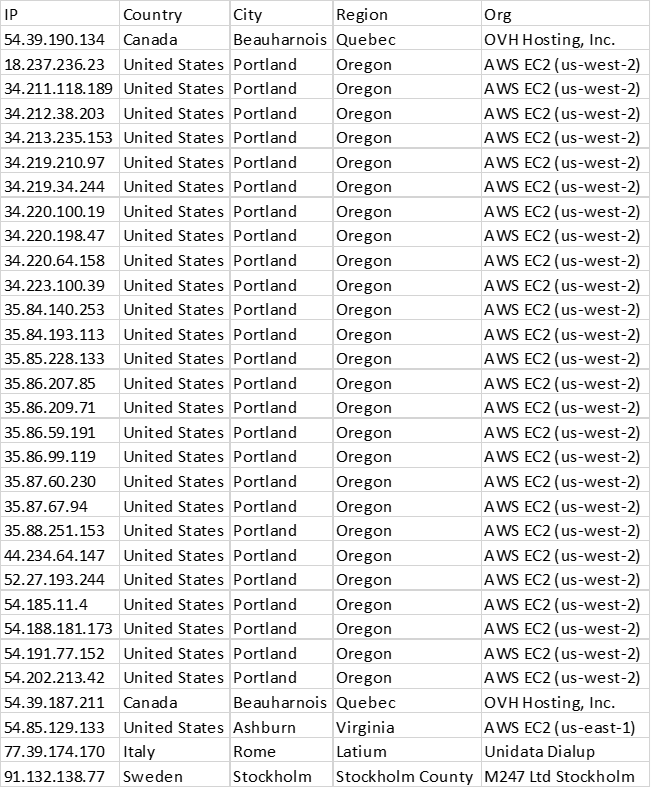 IP Country City Region Org
54.39.190.134 Canada Beauharnois Quebec OVH Hosting, Inc.
18.237.236.23 United States Portland Oregon AWS EC2 (us-west-2)
34.211.118.189 United States Portland Oregon AWS EC2 (us-west-2)
34.212.38.203 United States Portland Oregon AWS EC2 (us-west-2)
34.213.235.153 United States Portland Oregon AWS EC2 (us-west-2)
34.219.210.97 United States Portland Oregon AWS EC2 (us-west-2)
34.219.34.244 United States Portland Oregon AWS EC2 (us-west-2)
34.220.100.19 United States Portland Oregon AWS EC2 (us-west-2)
34.220.198.47 United States Portland Oregon AWS EC2 (us-west-2)
34.220.64.158 United States Portland Oregon AWS EC2 (us-west-2)
34.223.100.39 United States Portland Oregon AWS EC2 (us-west-2)
35.84.140.253 United States Portland Oregon AWS EC2 (us-west-2)
35.84.193.113 United States Portland Oregon AWS EC2 (us-west-2)
35.85.228.133 United States Portland Oregon AWS EC2 (us-west-2)
35.86.207.85 United States Portland Oregon AWS EC2 (us-west-2)
35.86.209.71 United States Portland Oregon AWS EC2 (us-west-2)
35.86.59.191 United States Portland Oregon AWS EC2 (us-west-2)
35.86.99.119 United States Portland Oregon AWS EC2 (us-west-2)
35.87.60.230 United States Portland Oregon AWS EC2 (us-west-2)
35.87.67.94 United States Portland Oregon AWS EC2 (us-west-2)
35.88.251.153 United States Portland Oregon AWS EC2 (us-west-2)
44.234.64.147 United States Portland Oregon AWS EC2 (us-west-2)
52.27.193.244 United States Portland Oregon AWS EC2 (us-west-2)
54.185.11.4 United States Portland Oregon AWS EC2 (us-west-2)
54.188.181.173 United States Portland Oregon AWS EC2 (us-west-2)
54.191.77.152 United States Portland Oregon AWS EC2 (us-west-2)
54.202.213.42 United States Portland Oregon AWS EC2 (us-west-2)
54.39.187.211 Canada Beauharnois Quebec OVH Hosting, Inc.
54.85.129.133 United States Ashburn Virginia AWS EC2 (us-east-1)
77.39.174.170 Italy Rome Latium Unidata Dialup
91.132.138.77 Sweden Stockholm Stockholm County M247 Ltd Stockholm